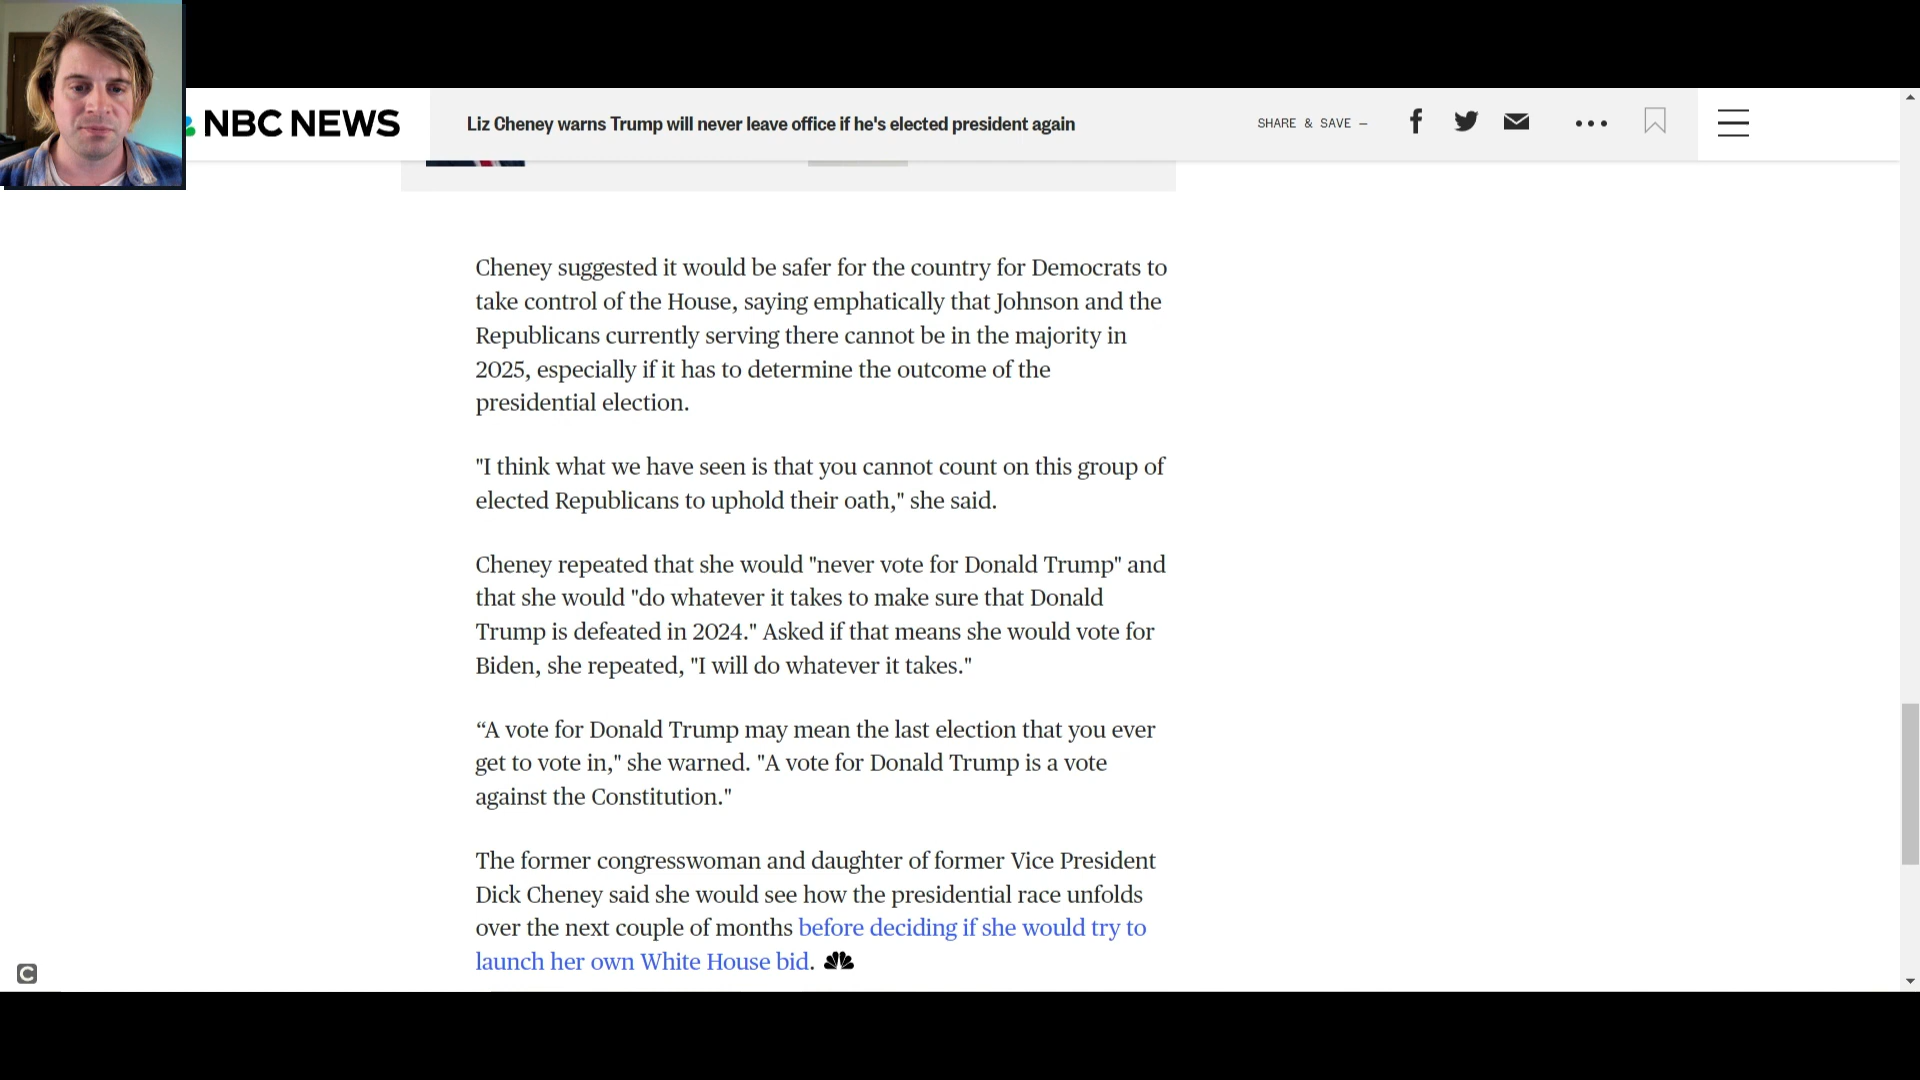 NBC NEWS
Liz Cheney warns Trump will never leave office if he's elected president again
SHARE & SAVE —
Cheney suggested it would be safer for the country for Democrats to
take control of the House, saying emphatically that Johnson and the
Republicans currently serving there cannot be in the majority in
2025, especially if it has to determine the outcome of the
presidential election.
"I think what we have seen is that you cannot count on this group of
elected Republicans to uphold their oath," she said.
Cheney repeated that she would "never vote for Donald Trump" and
that she would "do whatever it takes to make sure that Donald
Trump is defeated in 2024." Asked if that means she would vote for
Biden, she repeated, "I will do whatever it takes."
“A vote for Donald Trump may mean the last election that you ever
get to vote in," she warned. "A vote for Donald Trump is a vote
against the Constitution."
The former congresswoman and daughter of former Vice President
Dick Cheney said she would see how the presidential race unfolds
over the next couple of months before deciding if she would try to
launch her own White House bid.
C